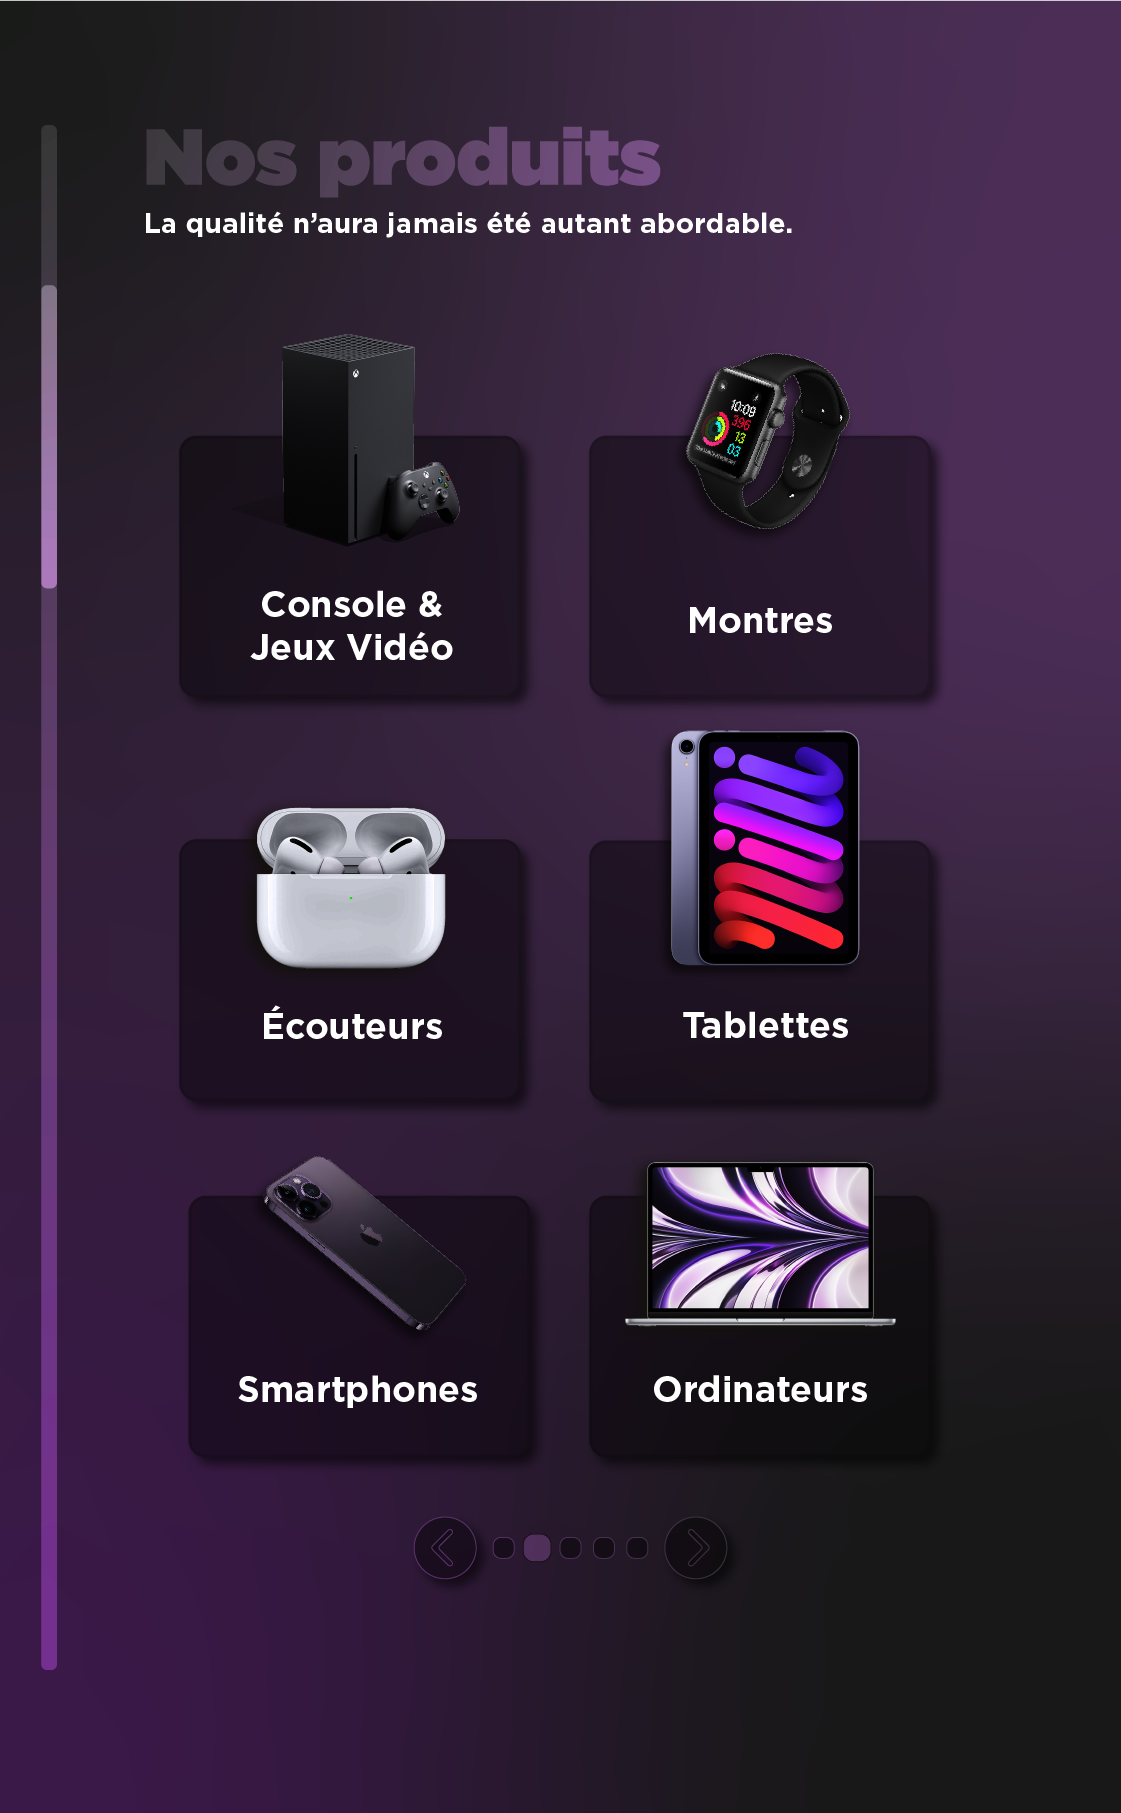 Nos produits
La qualité n’aura jamais été autant abordable.
10:09
396
13
03
Console &
Jeux Vidéo
Montres
Écouteurs
Tablettes
Smartphones
Ordinateurs